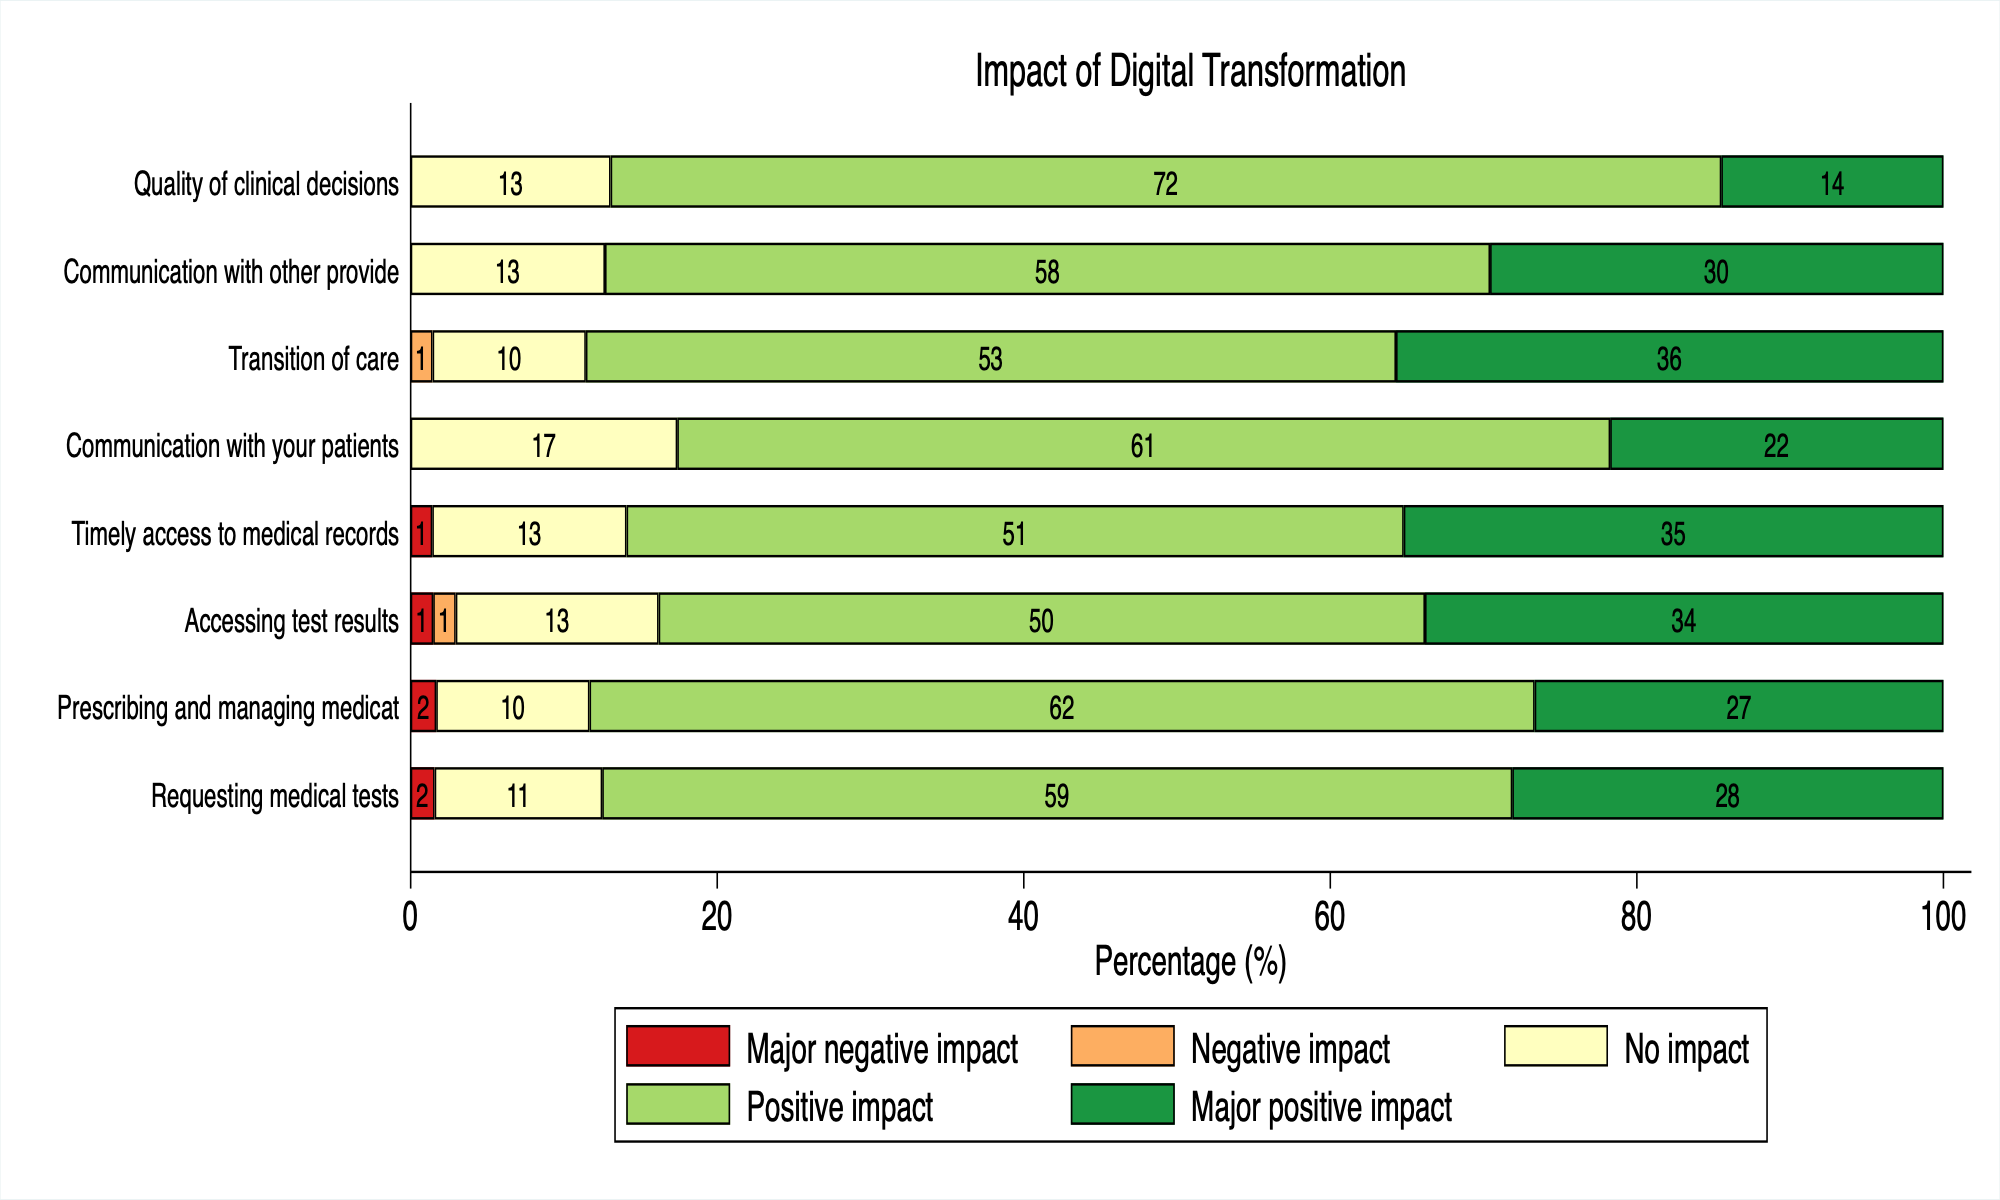 Impact of Digital Transformation
Quality of clinical decisions 13 72 14
Communication with other provide 13 58 30
Transition of care 1 10 53 36
Communication with your patients 17 61 22
Timely access to medical records 1 13 51 35
Accessing test results 1 1 13 50 34
Prescribing and managing medicat 2 10 62 27
Requesting medical tests 2 11 59 28
0 20 40 60 80 100
Percentage (%)
Major negative impact Negative impact No impact
Positive impact Major positive impact